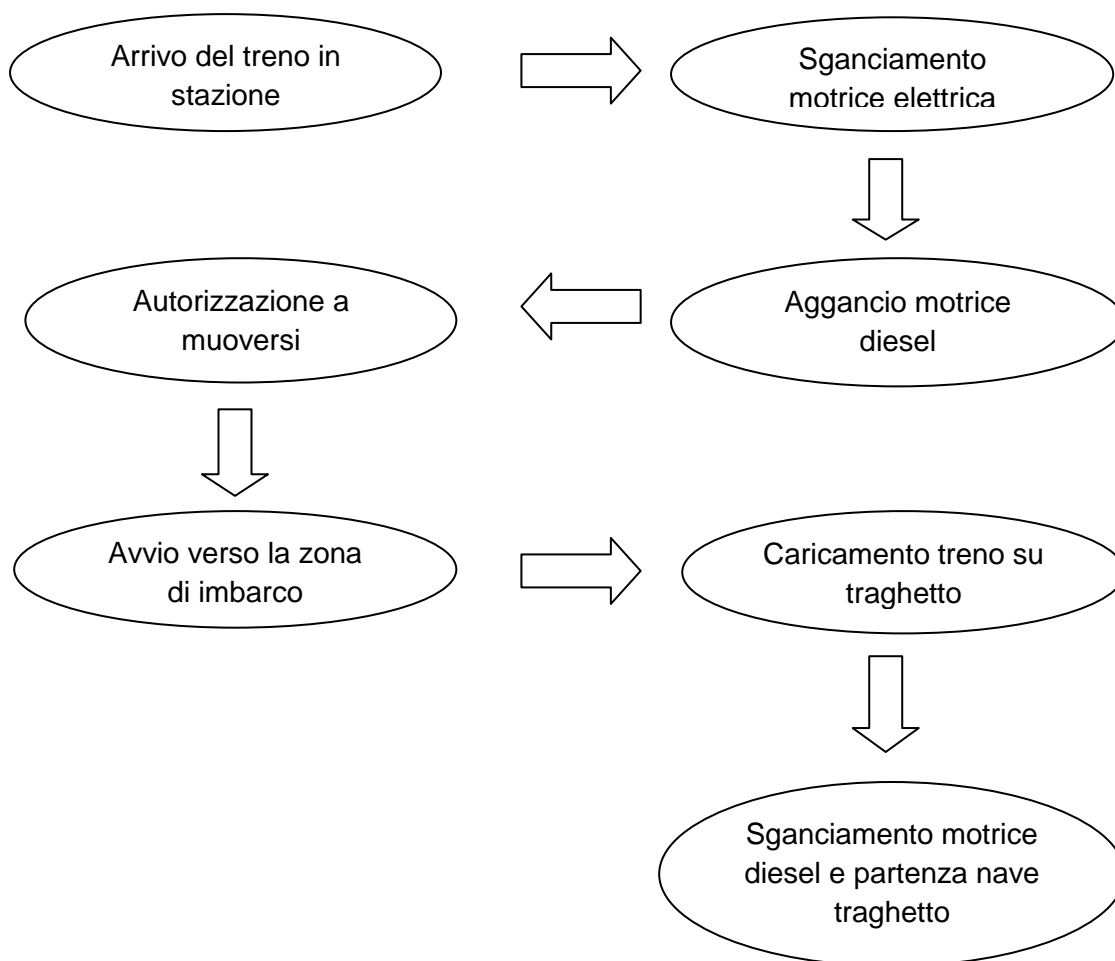 Arrivo del treno in
stazione
Sganciamento
motrice elettrica
Aggancio motrice
diesel
Autorizzazione a
muoversi
Avvio verso la zona
di imbarco
Caricamento treno su
traghetto
Sganciamento motrice
diesel e partenza nave
traghetto